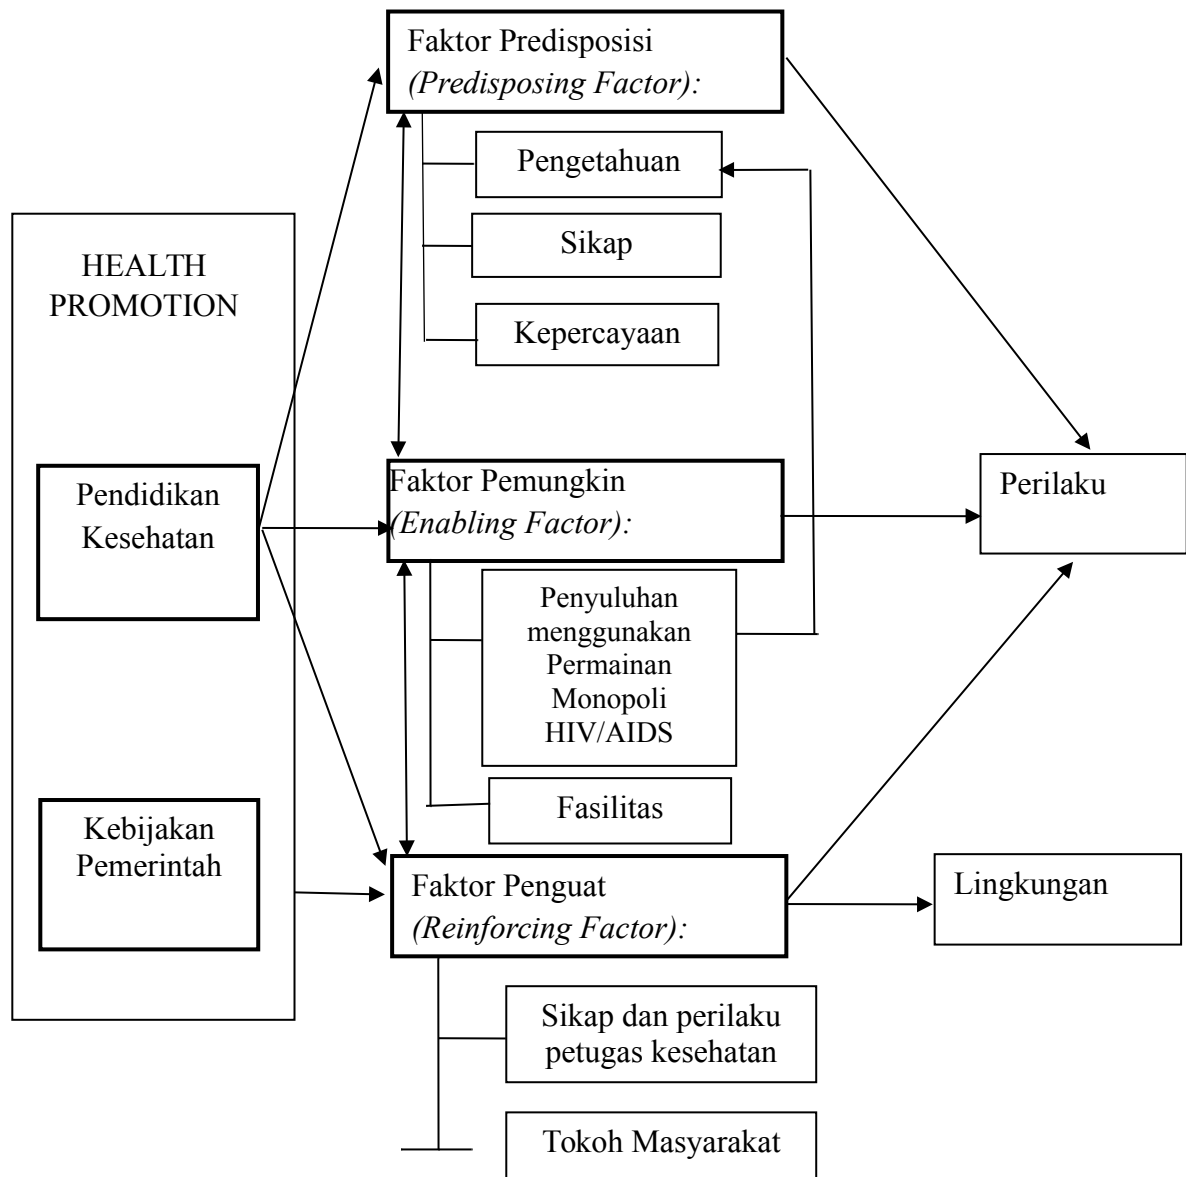 Faktor Predisposisi
(Predisposing Factor):
Pengetahuan
Sikap
Kepercayaan
HEALTH
PROMOTION
Pendidikan
Kesehatan
Kebijakan
Pemerintah
Faktor Pemungkin
(Enabling Factor):
Penyuluhan
menggunakan
Permainan
Monopoli
HIV/AIDS
Fasilitas
Faktor Penguat
(Reinforcing Factor):
Sikap dan perilaku
petugas kesehatan
Tokoh Masyarakat
Perilaku
Lingkungan